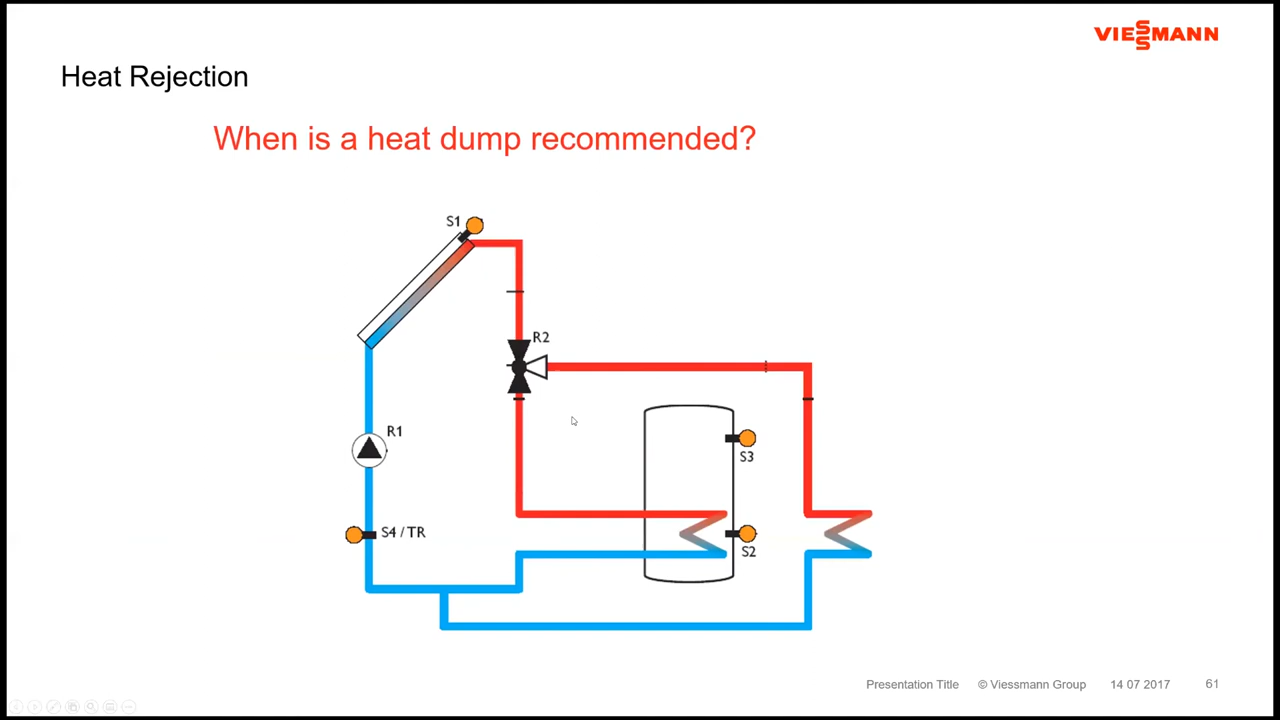 VIESSMANN
Heat Rejection
When is a heat dump recommended?
S1
R2
R1
S3
S4 / TR
S2
Presentation Title © Viessmann Group 14 07 2017 61